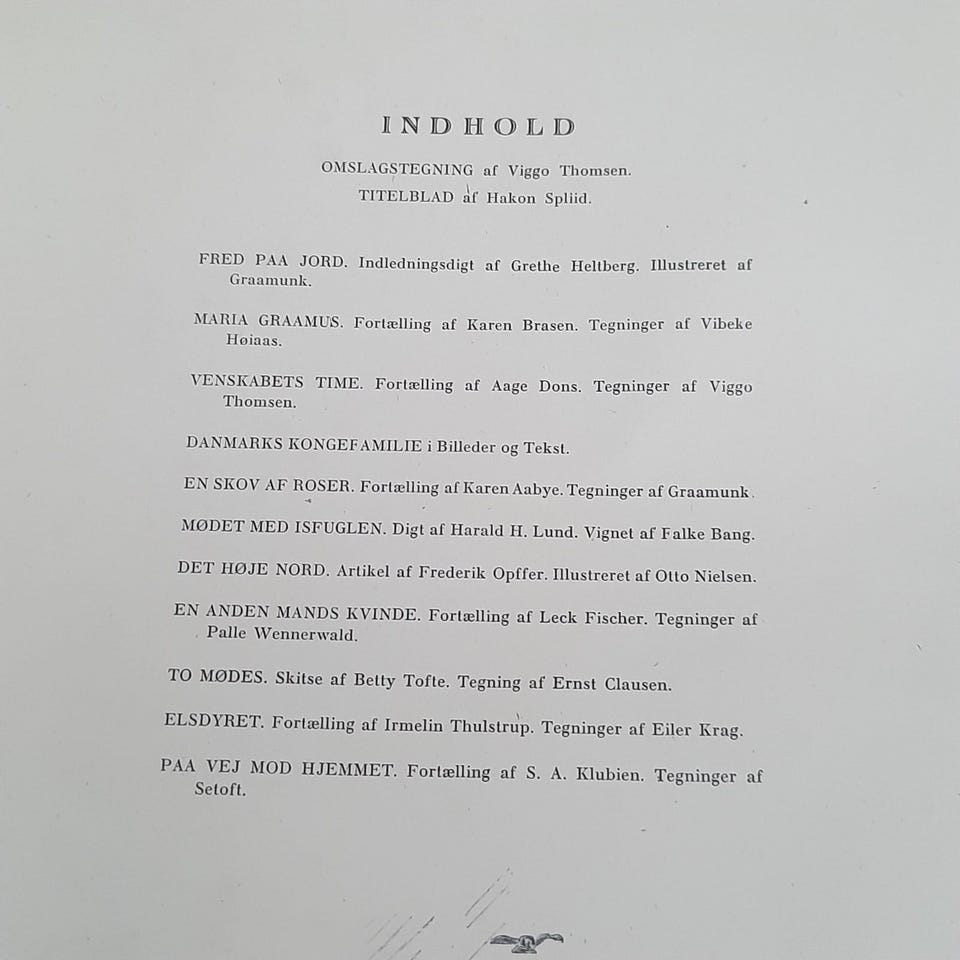 INDHOLD
OMSLAGSTEGNING af Viggo Thomsen.
TITELBLAD af Hakon Spliid.
FRED PAA JORD. Indledningsdigt af Grethe Heltberg. Illustreret af
Graamunk.
MARIA GRAAMUS. Fortælling af Karen Brasen. Tegninger af Vibeke
Høiaas.
VENSKABETS TIME. Fortælling af Aage Dons. Tegninger af Viggo
Thomsen.
DANMARKS KONGEFAMILIE i Billeder og Tekst.
EN SKOV AF ROSER. Fortælling af Karen Aabye. Tegninger af Graamunk.
MØDET MED ISFUGLEN. Digt af Harald H. Lund. Vignet af Falke Bang.
DET HØJE NORD. Artikel af Frederik Opffer. Illustreret af Otto Nielsen.
EN ANDEN MANDS KVINDE. Fortælling af Leck Fischer. Tegninger af
Palle Wennerwald.
TO MØDES. Skitse af Betty Tofte. Tegning af Ernst Clausen.
ELSDYRET. Fortælling af Irmelin Thulstrup. Tegninger af Eiler Krag.
PAA VEJ MOD HJEMMET. Fortælling af S. A. Klubien. Tegninger af
Setoft.